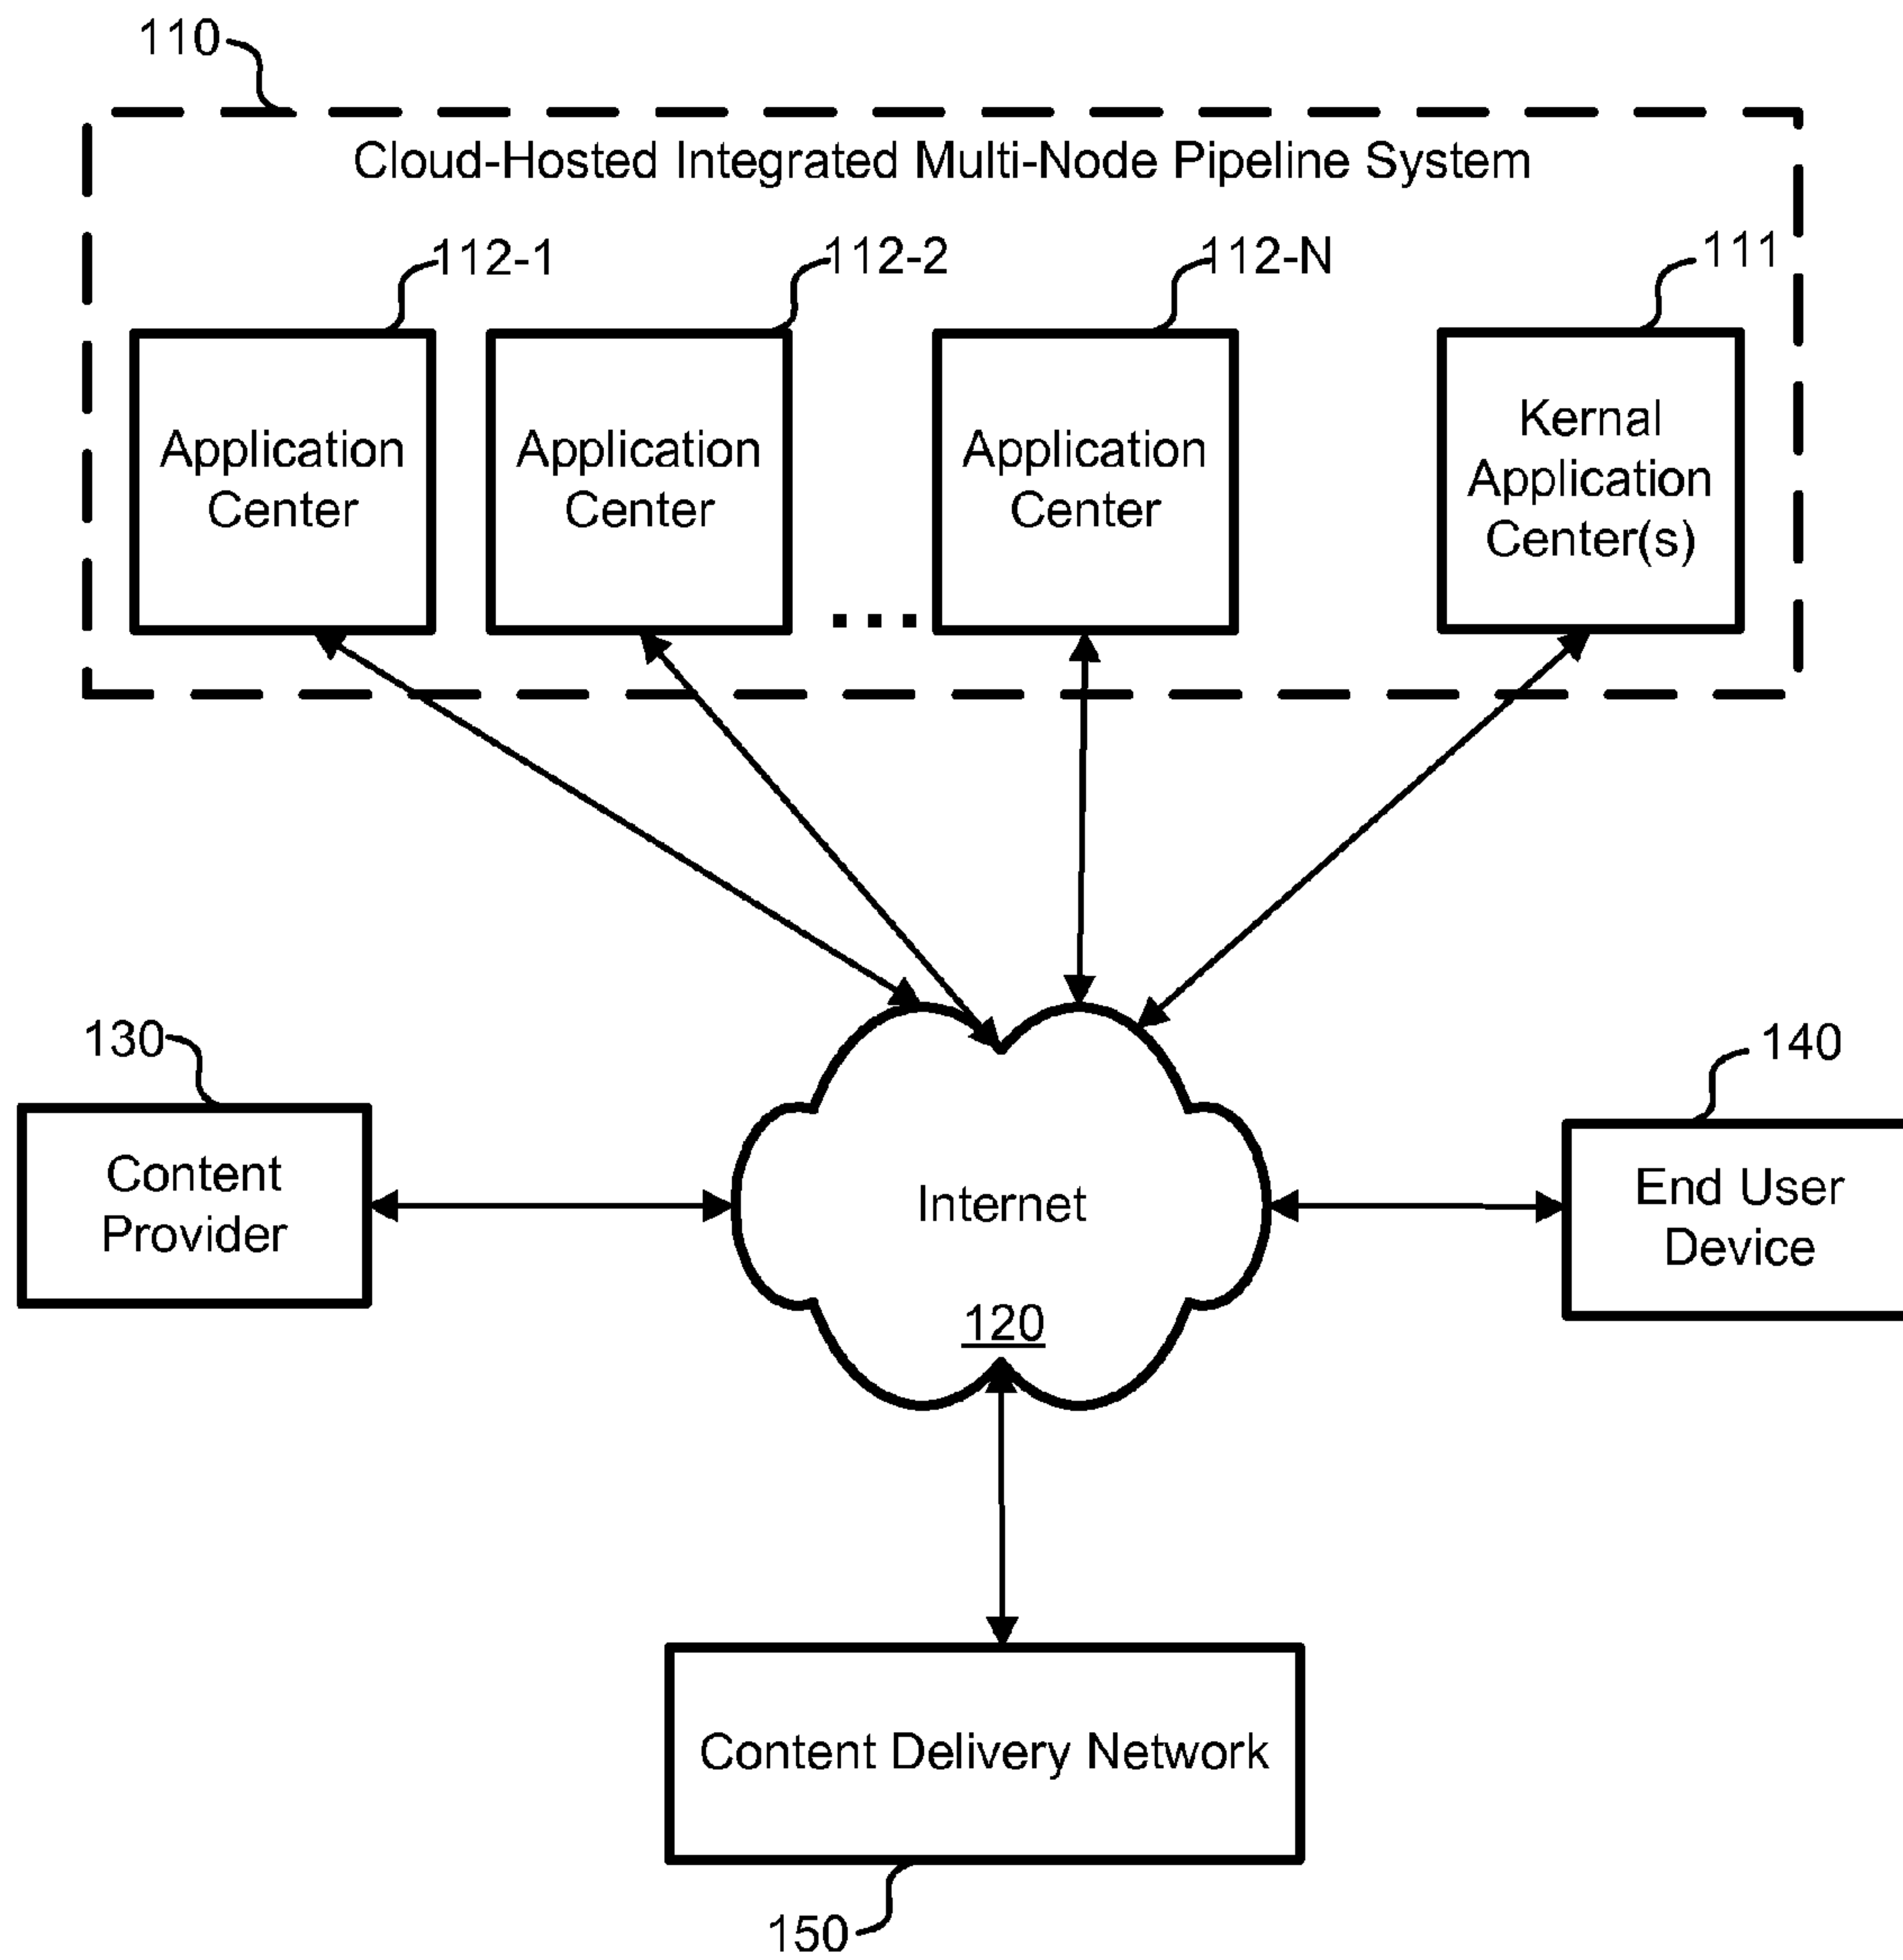 110
Cloud-Hosted Integrated Multi-Node Pipeline System
112-1
112-2
112-N
111
Application
Center
Application
Center
...
Application
Center
Kernal
Application
Center(s)
130
Content
Provider
Internet
120
140
End User
Device
Content Delivery Network
150